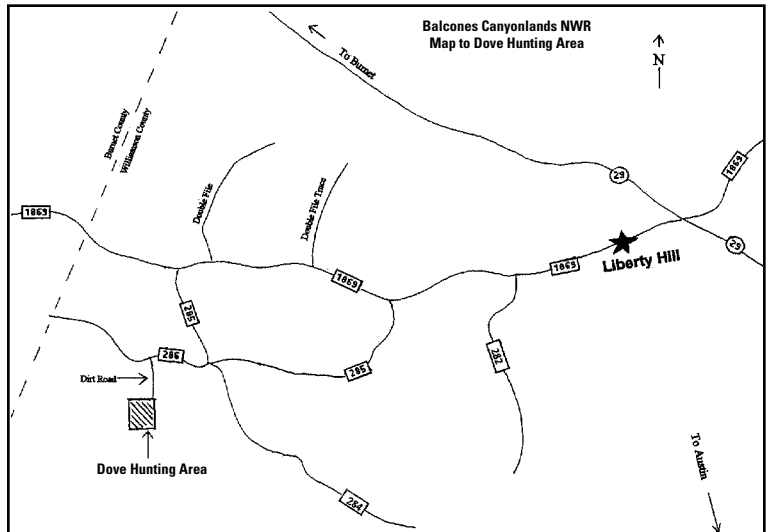 Balcones Canyonlands NWR
Map to Dove Hunting Area
N
To Burnet
Burnet County
Williamson County
Double File
Double File Trace
29
1869
1869
Liberty Hill
29
1869
1869
285
286
285
282
Dirt Road
Dove Hunting Area
284
To Austin